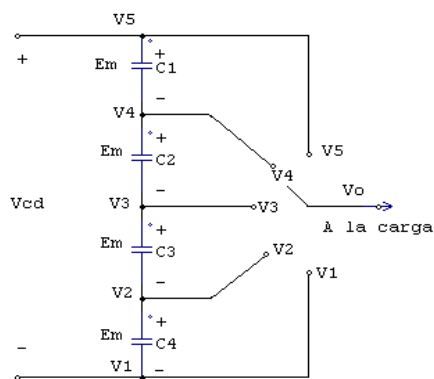 V5
+
+
Em
C1
-
V4
V5
+
Em
C2
V4
-
Vo
Vcd
V3
V3
A la carga
+
Em
C3
V2
V1
-
V2
+
Em
C4
-
V1
-